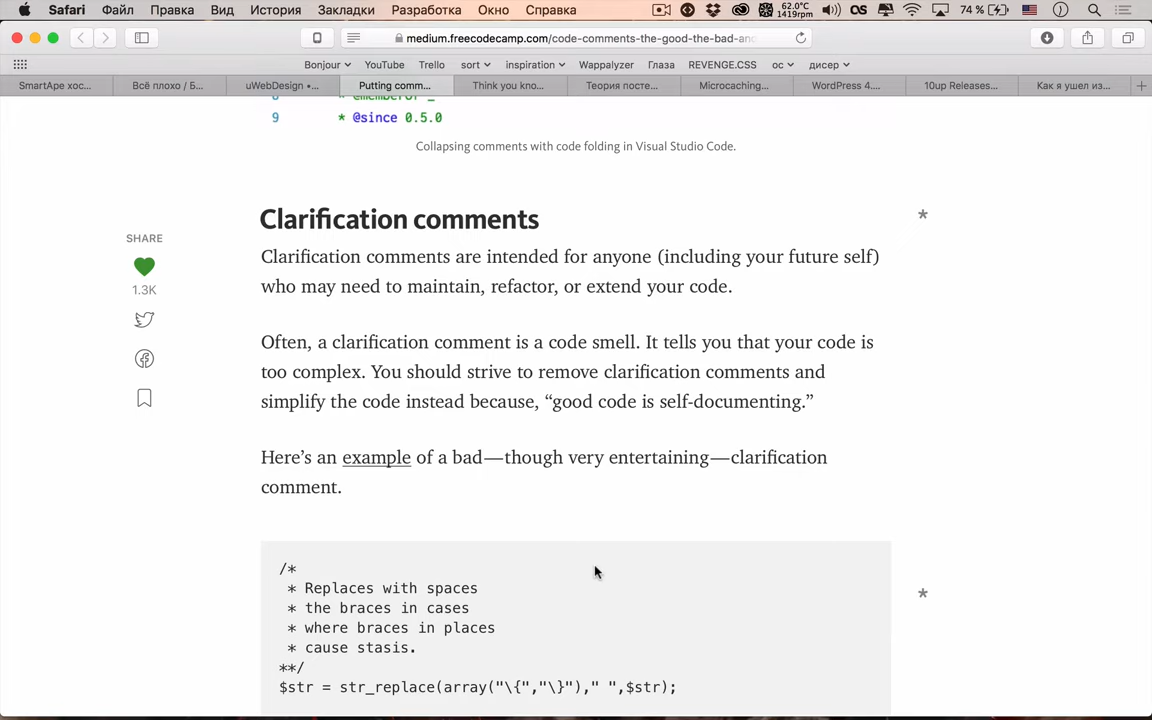 Safari Файл Правка Вид История Закладки Разработка Окно Справка 62.0°C 1419rpm 74 %
medium.freecodecamp.com/code-comments-the-good-the-bad-and
Bonjour YouTube Trello sort inspiration Wappalyzer Глаза REVENGE.CSS ос дисер
SmartApe хос... Всё плохо / Б... uWebDesign •... Putting comm... Think you kno... Теория посте... Microcaching... WordPress 4.... 10up Releases... Как я ушел из...
9 * @since 0.5.0
Collapsing comments with code folding in Visual Studio Code.
Clarification comments
*
Clarification comments are intended for anyone (including your future self)
who may need to maintain, refactor, or extend your code.
SHARE
1.3K
Often, a clarification comment is a code smell. It tells you that your code is
too complex. You should strive to remove clarification comments and
simplify the code instead because, “good code is self-documenting.”
Here’s an example of a bad—though very entertaining—clarification
comment.
/*
* Replaces with spaces
* the braces in cases
* where braces in places
* cause stasis.
**/
$str = str_replace(array("\{","\}")," ",$str);
*